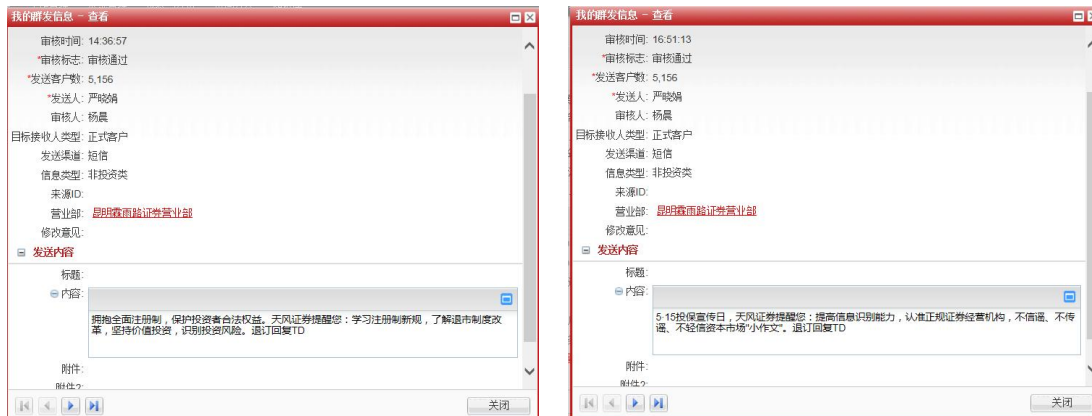 我的群发信息 - 查看
审核时间: 14:36:57
*审核标志: 审核通过
*发送客户数: 5,156
*发送人: 严晓娟
审核人: 杨晨
目标接收人类型: 正式客户
发送渠道: 短信
信息类型: 非投资类
来源ID:
营业部: 昆明霖雨路证券营业部
修改意见:
发送内容
标题:
内容:
拥抱全面注册制，保护投资者合法权益。天风证券提醒您：学习注册制新规，了解退市制度改
革，坚持价值投资，识别投资风险。退订回复TD
附件:
附件2:
关闭
我的群发信息 - 查看
审核时间: 16:51:13
*审核标志: 审核通过
*发送客户数: 5,156
*发送人: 严晓娟
审核人: 杨晨
目标接收人类型: 正式客户
发送渠道: 短信
信息类型: 非投资类
来源ID:
营业部: 昆明霖雨路证券营业部
修改意见:
发送内容
标题:
内容:
5·15投保宣传日，天风证券提醒您：提高信息识别能力，认准正规证券经营机构，不信谣、不传
谣、不轻信资本市场“小作文”。退订回复TD
附件:
附件2:
关闭